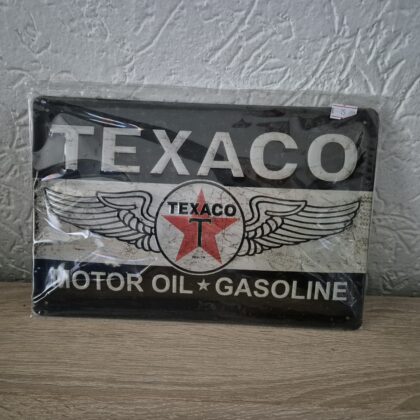 TEXACO
TEXACO
T
MOTOR OIL ★ GASOLINE